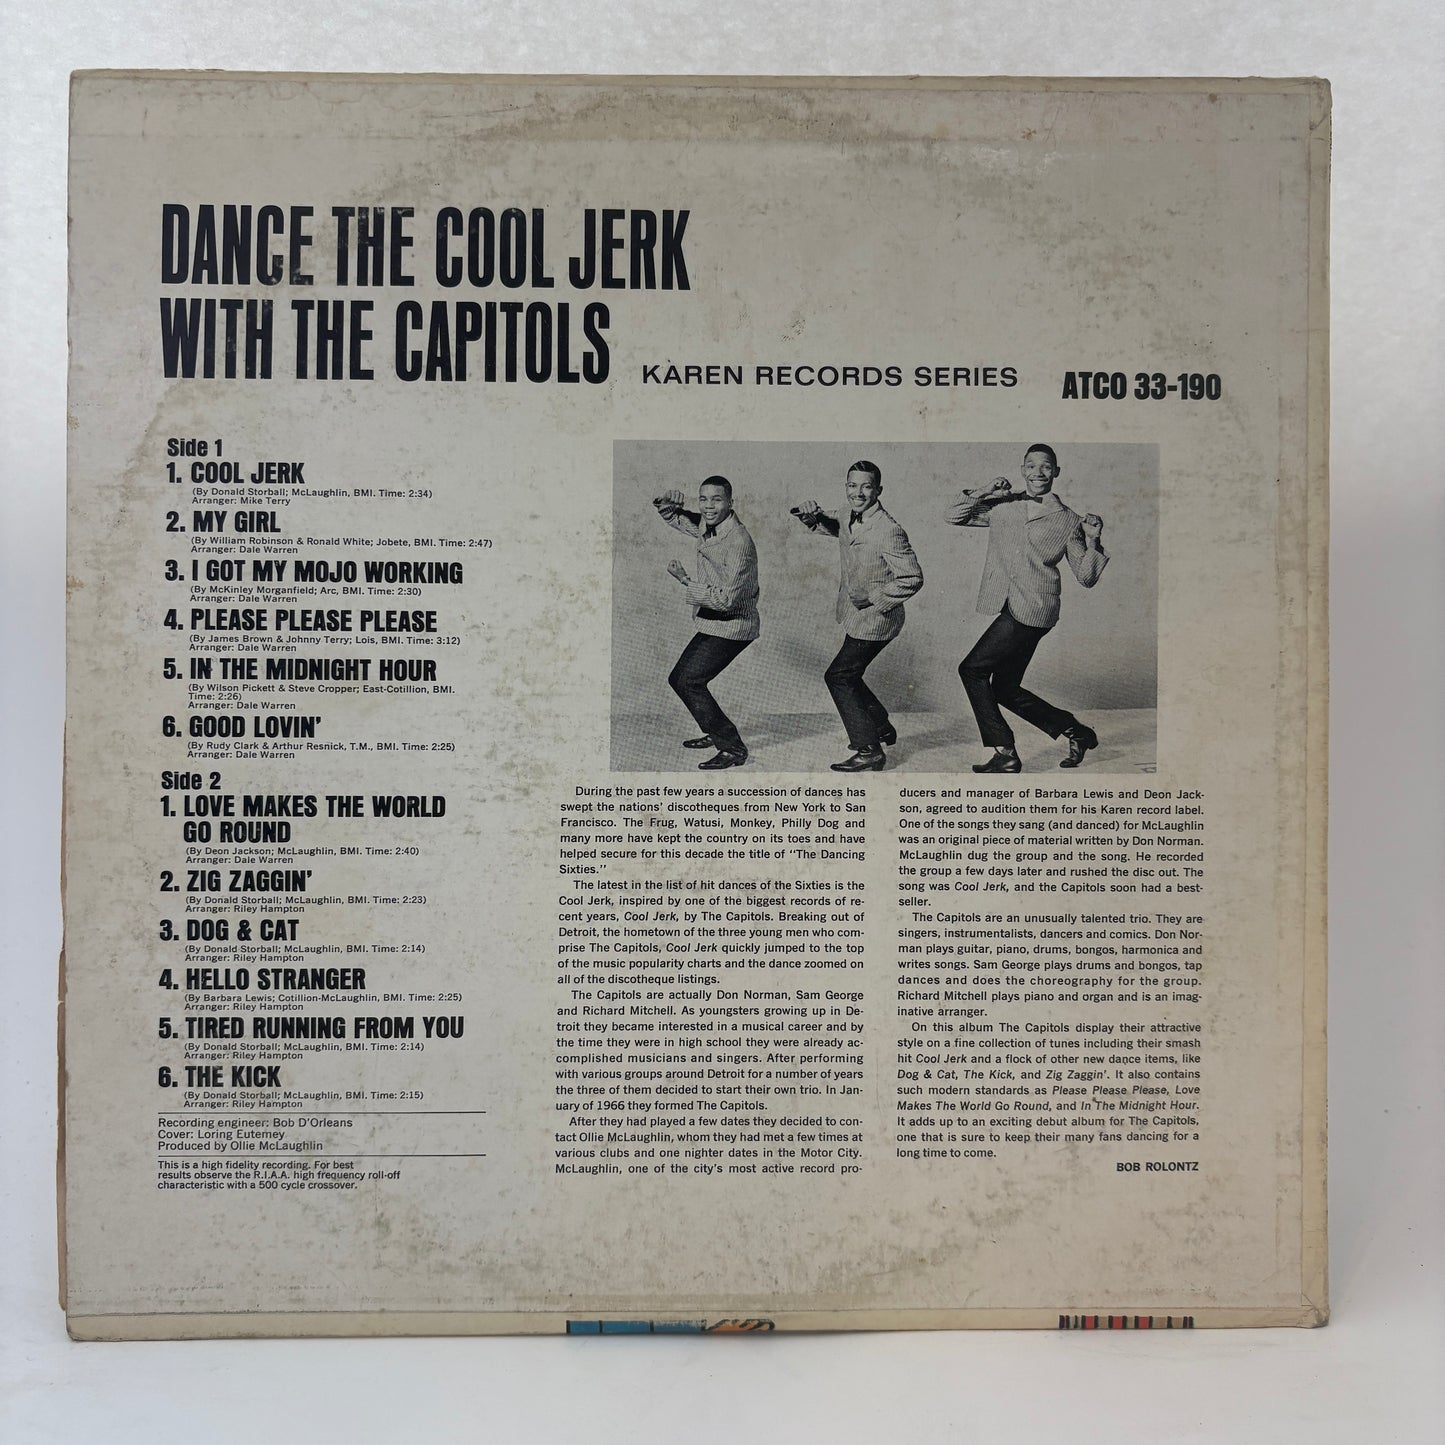 DANCE THE COOL JERK
WITH THE CAPITOLS
KAREN RECORDS SERIES
ATCO 33-190
Side 1
1. COOL JERK
(By Donald Storball; McLaughlin, BMI. Time: 2:34)
Arranger: Mike Terry
2. MY GIRL
(By William Robinson & Ronald White; Jobete, BMI. Time: 2:47)
Arranger: Dale Warren
3. I GOT MY MOJO WORKING
(By McKinley Morganfield; Arc, BMI. Time: 2:30)
Arranger: Dale Warren
4. PLEASE PLEASE PLEASE
(By James Brown & Johnny Terry; Lois, BMI. Time: 3:12)
Arranger: Dale Warren
5. IN THE MIDNIGHT HOUR
(By Wilson Pickett & Steve Cropper; East-Cotillion, BMI.
Time: 2:26)
Arranger: Dale Warren
6. GOOD LOVIN'
(By Rudy Clark & Arthur Resnick, T.M., BMI. Time: 2:25)
Arranger: Dale Warren
Side 2
1. LOVE MAKES THE WORLD
GO ROUND
(By Deon Jackson; McLaughlin, BMI. Time: 2:40)
Arranger: Dale Warren
2. ZIG ZAGGIN'
(By Donald Storball; McLaughlin, BMI. Time: 2:23)
Arranger: Riley Hampton
3. DOG & CAT
(By Donald Storball; McLaughlin, BMI. Time: 2:14)
Arranger: Riley Hampton
4. HELLO STRANGER
(By Barbara Lewis; Cotillion-McLaughlin, BMI. Time: 2:25)
Arranger: Riley Hampton
5. TIRED RUNNING FROM YOU
(By Donald Storball; McLaughlin, BMI. Time: 2:14)
Arranger: Riley Hampton
6. THE KICK
(By Donald Storball; McLaughlin, BMI. Time: 2:15)
Arranger: Riley Hampton
Recording engineer: Bob D'Orleans
Cover: Loring Eutemey
Produced by Ollie McLaughlin
This is a high fidelity recording. For best
results observe the R.I.A.A. high frequency roll-off
characteristic with a 500 cycle crossover.
During the past few years a succession of dances has
swept the nations' discotheques from New York to San
Francisco. The Frug, Watusi, Monkey, Philly Dog and
many more have kept the country on its toes and have
helped secure for this decade the title of "The Dancing
Sixties."
The latest in the list of hit dances of the Sixties is the
Cool Jerk, inspired by one of the biggest records of re-
cent years, Cool Jerk, by The Capitols. Breaking out of
Detroit, the hometown of the three young men who com-
prise The Capitols, Cool Jerk quickly jumped to the top
of the music popularity charts and the dance zoomed on
all of the discotheque listings.
The Capitols are actually Don Norman, Sam George
and Richard Mitchell. As youngsters growing up in De-
troit they became interested in a musical career and by
the time they were in high school they were already ac-
complished musicians and singers. After performing
with various groups around Detroit for a number of years
the three of them decided to start their own trio. In Jan-
uary of 1966 they formed The Capitols.
After they had played a few dates they decided to con-
tact Ollie McLaughlin, whom they had met a few times at
various clubs and one nighter dates in the Motor City.
McLaughlin, one of the city's most active record pro-
ducers and manager of Barbara Lewis and Deon Jack-
son, agreed to audition them for his Karen record label.
One of the songs they sang (and danced) for McLaughlin
was an original piece of material written by Don Norman.
McLaughlin dug the group and the song. He recorded
the group a few days later and rushed the disc out. The
song was Cool Jerk, and the Capitols soon had a best-
seller.
The Capitols are an unusually talented trio. They are
singers, instrumentalists, dancers and comics. Don Nor-
man plays guitar, piano, drums, bongos, harmonica and
writes songs. Sam George plays drums and bongos, tap
dances and does the choreography for the group.
Richard Mitchell plays piano and organ and is an imag-
inative arranger.
On this album The Capitols display their attractive
style on a fine collection of tunes including their smash
hit Cool Jerk and a flock of other new dance items, like
Dog & Cat, The Kick, and Zig Zaggin'. It also contains
such modern standards as Please Please Please, Love
Makes The World Go Round, and In The Midnight Hour.
It adds up to an exciting debut album for The Capitols,
one that is sure to keep their many fans dancing for a
long time to come.
BOB ROLONTZ